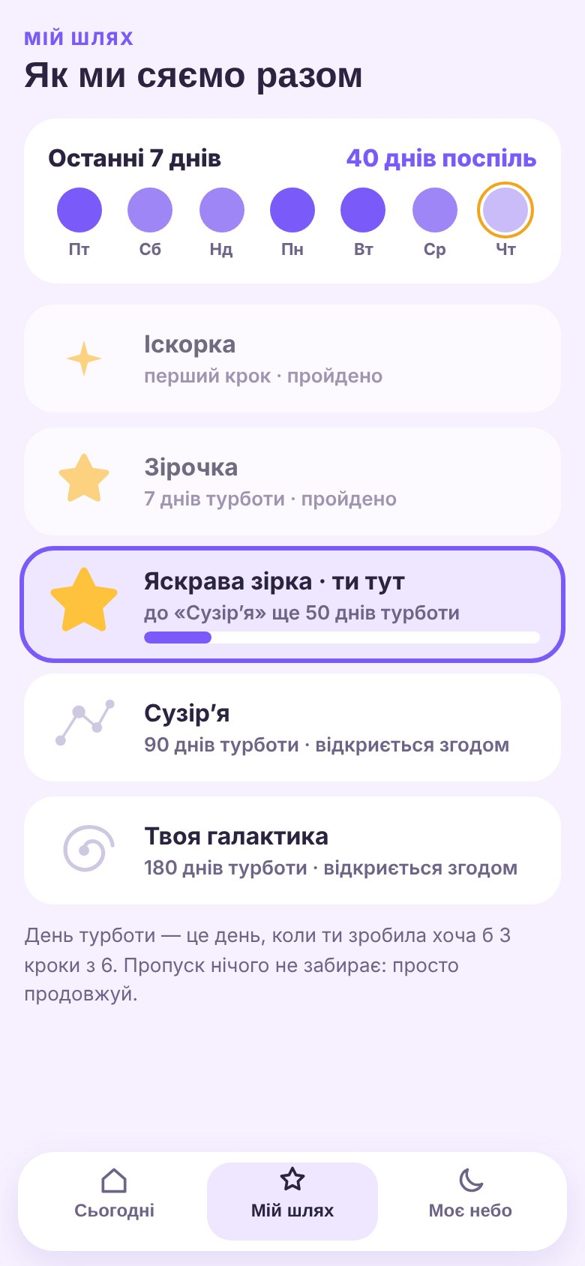 МІЙ ШЛЯХ
Як ми сяємо разом
Останні 7 днів
40 днів поспіль
Пт Сб Нд Пн Вт Ср Чт
Іскорка
перший крок · пройдено
Зірочка
7 днів турботи · пройдено
Яскрава зірка · ти тут
до «Сузір’я» ще 50 днів турботи
Сузір’я
90 днів турботи · відкриється згодом
Твоя галактика
180 днів турботи · відкриється згодом
День турботи — це день, коли ти зробила хоча б 3
кроки з 6. Пропуск нічого не забирає: просто
продовжуй.
Сьогодні Мій шлях Моє небо